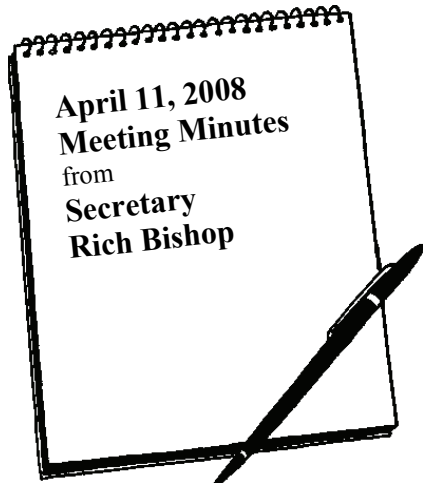 April 11, 2008
Meeting Minutes
from
Secretary
Rich Bishop